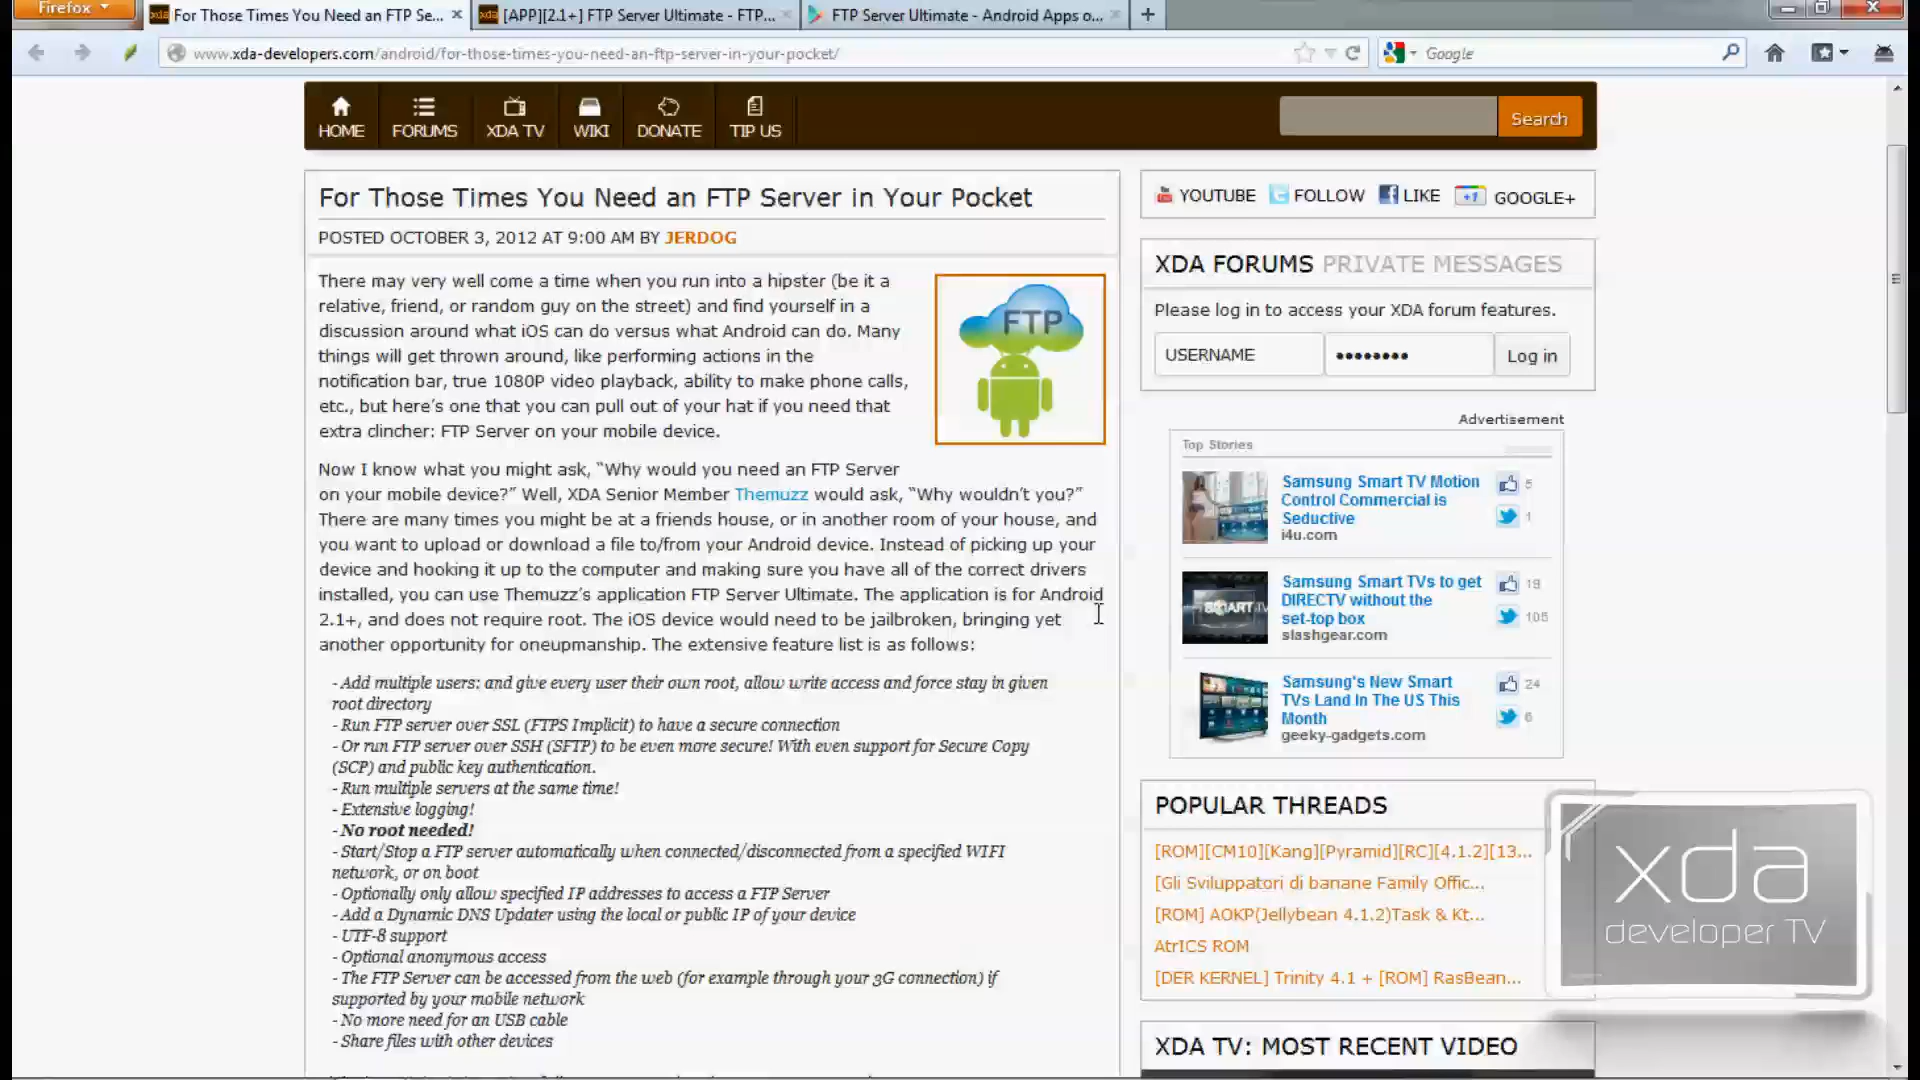 Firefox
For Those Times You Need an FTP Se...
[APP][2.1+] FTP Server Ultimate - FTP...
FTP Server Ultimate - Android Apps o...
www.xda-developers.com/android/for-those-times-you-need-an-ftp-server-in-your-pocket/
Google
HOME
FORUMS
XDA TV
WIKI
DONATE
TIP US
Search
For Those Times You Need an FTP Server in Your Pocket
POSTED OCTOBER 3, 2012 AT 9:00 AM BY JERDOG
There may very well come a time when you run into a hipster (be it a
relative, friend, or random guy on the street) and find yourself in a
discussion around what iOS can do versus what Android can do. Many
things will get thrown around, like performing actions in the
notification bar, true 1080P video playback, ability to make phone calls,
etc., but here's one that you can pull out of your hat if you need that
extra clincher: FTP Server on your mobile device.
FTP
Now I know what you might ask, “Why would you need an FTP Server
on your mobile device?” Well, XDA Senior Member Themuzz would ask, “Why wouldn't you?”
There are many times you might be at a friends house, or in another room of your house, and
you want to upload or download a file to/from your Android device. Instead of picking up your
device and hooking it up to the computer and making sure you have all of the correct drivers
installed, you can use Themuzz's application FTP Server Ultimate. The application is for Android
2.1+, and does not require root. The iOS device would need to be jailbroken, bringing yet
another opportunity for oneupmanship. The extensive feature list is as follows:
- Add multiple users: and give every user their own root, allow write access and force stay in given
root directory
- Run FTP server over SSL (FTPS Implicit) to have a secure connection
- Or run FTP server over SSH (SFTP) to be even more secure! With even support for Secure Copy
(SCP) and public key authentication.
- Run multiple servers at the same time!
- Extensive logging!
- No root needed!
- Start/Stop a FTP server automatically when connected/disconnected from a specified WIFI
network, or on boot
- Optionally only allow specified IP addresses to access a FTP Server
- Add a Dynamic DNS Updater using the local or public IP of your device
- UTF-8 support
- Optional anonymous access
- The FTP Server can be accessed from the web (for example through your 3G connection) if
supported by your mobile network
- No more need for an USB cable
- Share files with other devices
YOUTUBE
FOLLOW
LIKE
+1
GOOGLE+
XDA FORUMS PRIVATE MESSAGES
Please log in to access your XDA forum features.
USERNAME
••••••••
Log in
Advertisement
Top Stories
Samsung Smart TV Motion
Control Commercial is
Seductive
i4u.com
5
1
SMART TV
Samsung Smart TVs to get
DIRECTV without the
set-top box
slashgear.com
19
105
Samsung's New Smart
TVs Land In The US This
Month
geeky-gadgets.com
24
6
POPULAR THREADS
[ROM][CM10][Kang][Pyramid][RC][4.1.2][13...
[Gli Sviluppatori di banane Family Offic...
[ROM] AOKP(Jellybean 4.1.2)Task & Kt...
AtrICS ROM
[DER KERNEL] Trinity 4.1 + [ROM] RasBean...
XDA TV: MOST RECENT VIDEO
xda
developer TV